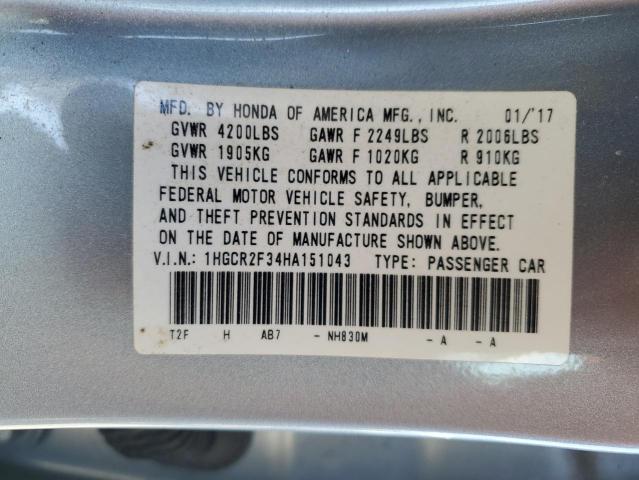 MFD. BY HONDA OF AMERICA MFG., INC. 01/'17
GVWR 4200LBS GAWR F 2249LBS R 2006LBS
GVWR 1905KG GAWR F 1020KG R 910KG
THIS VEHICLE CONFORMS TO ALL APPLICABLE
FEDERAL MOTOR VEHICLE SAFETY, BUMPER,
AND THEFT PREVENTION STANDARDS IN EFFECT
ON THE DATE OF MANUFACTURE SHOWN ABOVE.
V.I.N.: 1HGCR2F34HA151043 TYPE: PASSENGER CAR
T2F H AB7 - NH830M - A - A